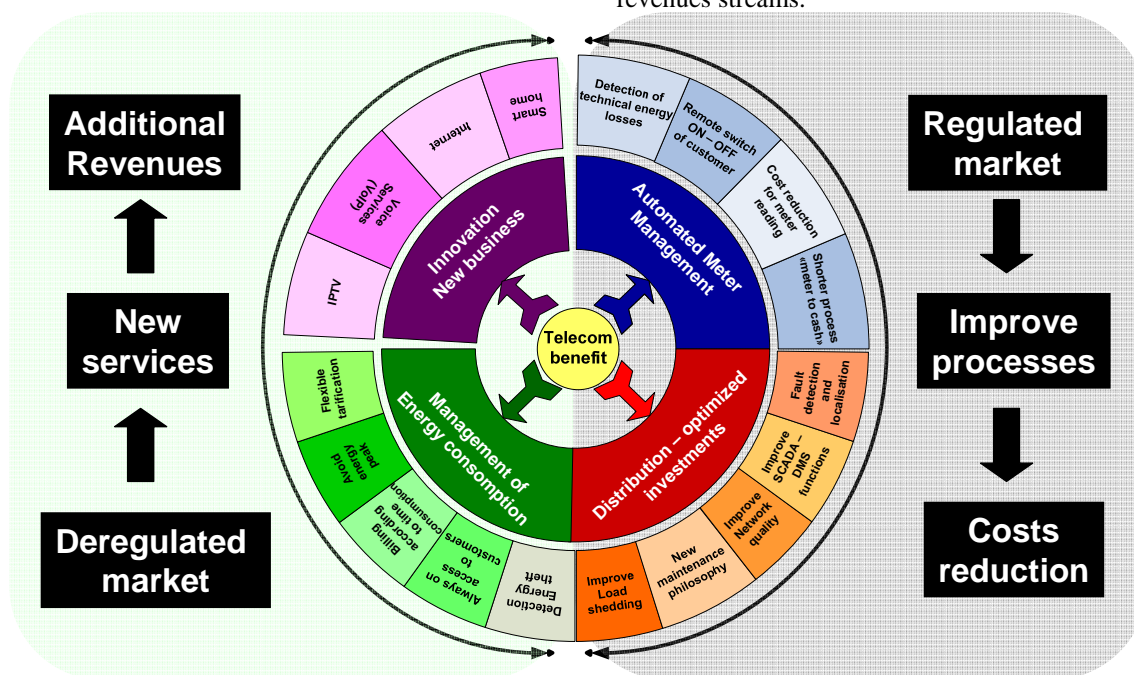 revenues streams.
Additional
Revenues
New
services
Deregulated
market
Smart
home
Internet
Voice
Services
(VoIP)
IPTV
Innovation
New business
Detection of
technical energy
losses
Remote switch
ON – OFF
of customer
Cost reduction
for meter
reading
Shorter process
«meter to cash»
Automated Meter
Management
Telecom
benefit
Flexible
tarification
Avoid
energy
peak
Billing
according
to time
consumption
Always on
access
to
customers
Detection
Energy
theft
Management of
Energy consumption
Fault
detection
and
localisation
Improve
SCADA –
DMS
functions
Improve
Network
quality
New
maintenance
philosophy
Improve
Load
shedding
Distribution – optimized
investments
Regulated
market
Improve
processes
Costs
reduction